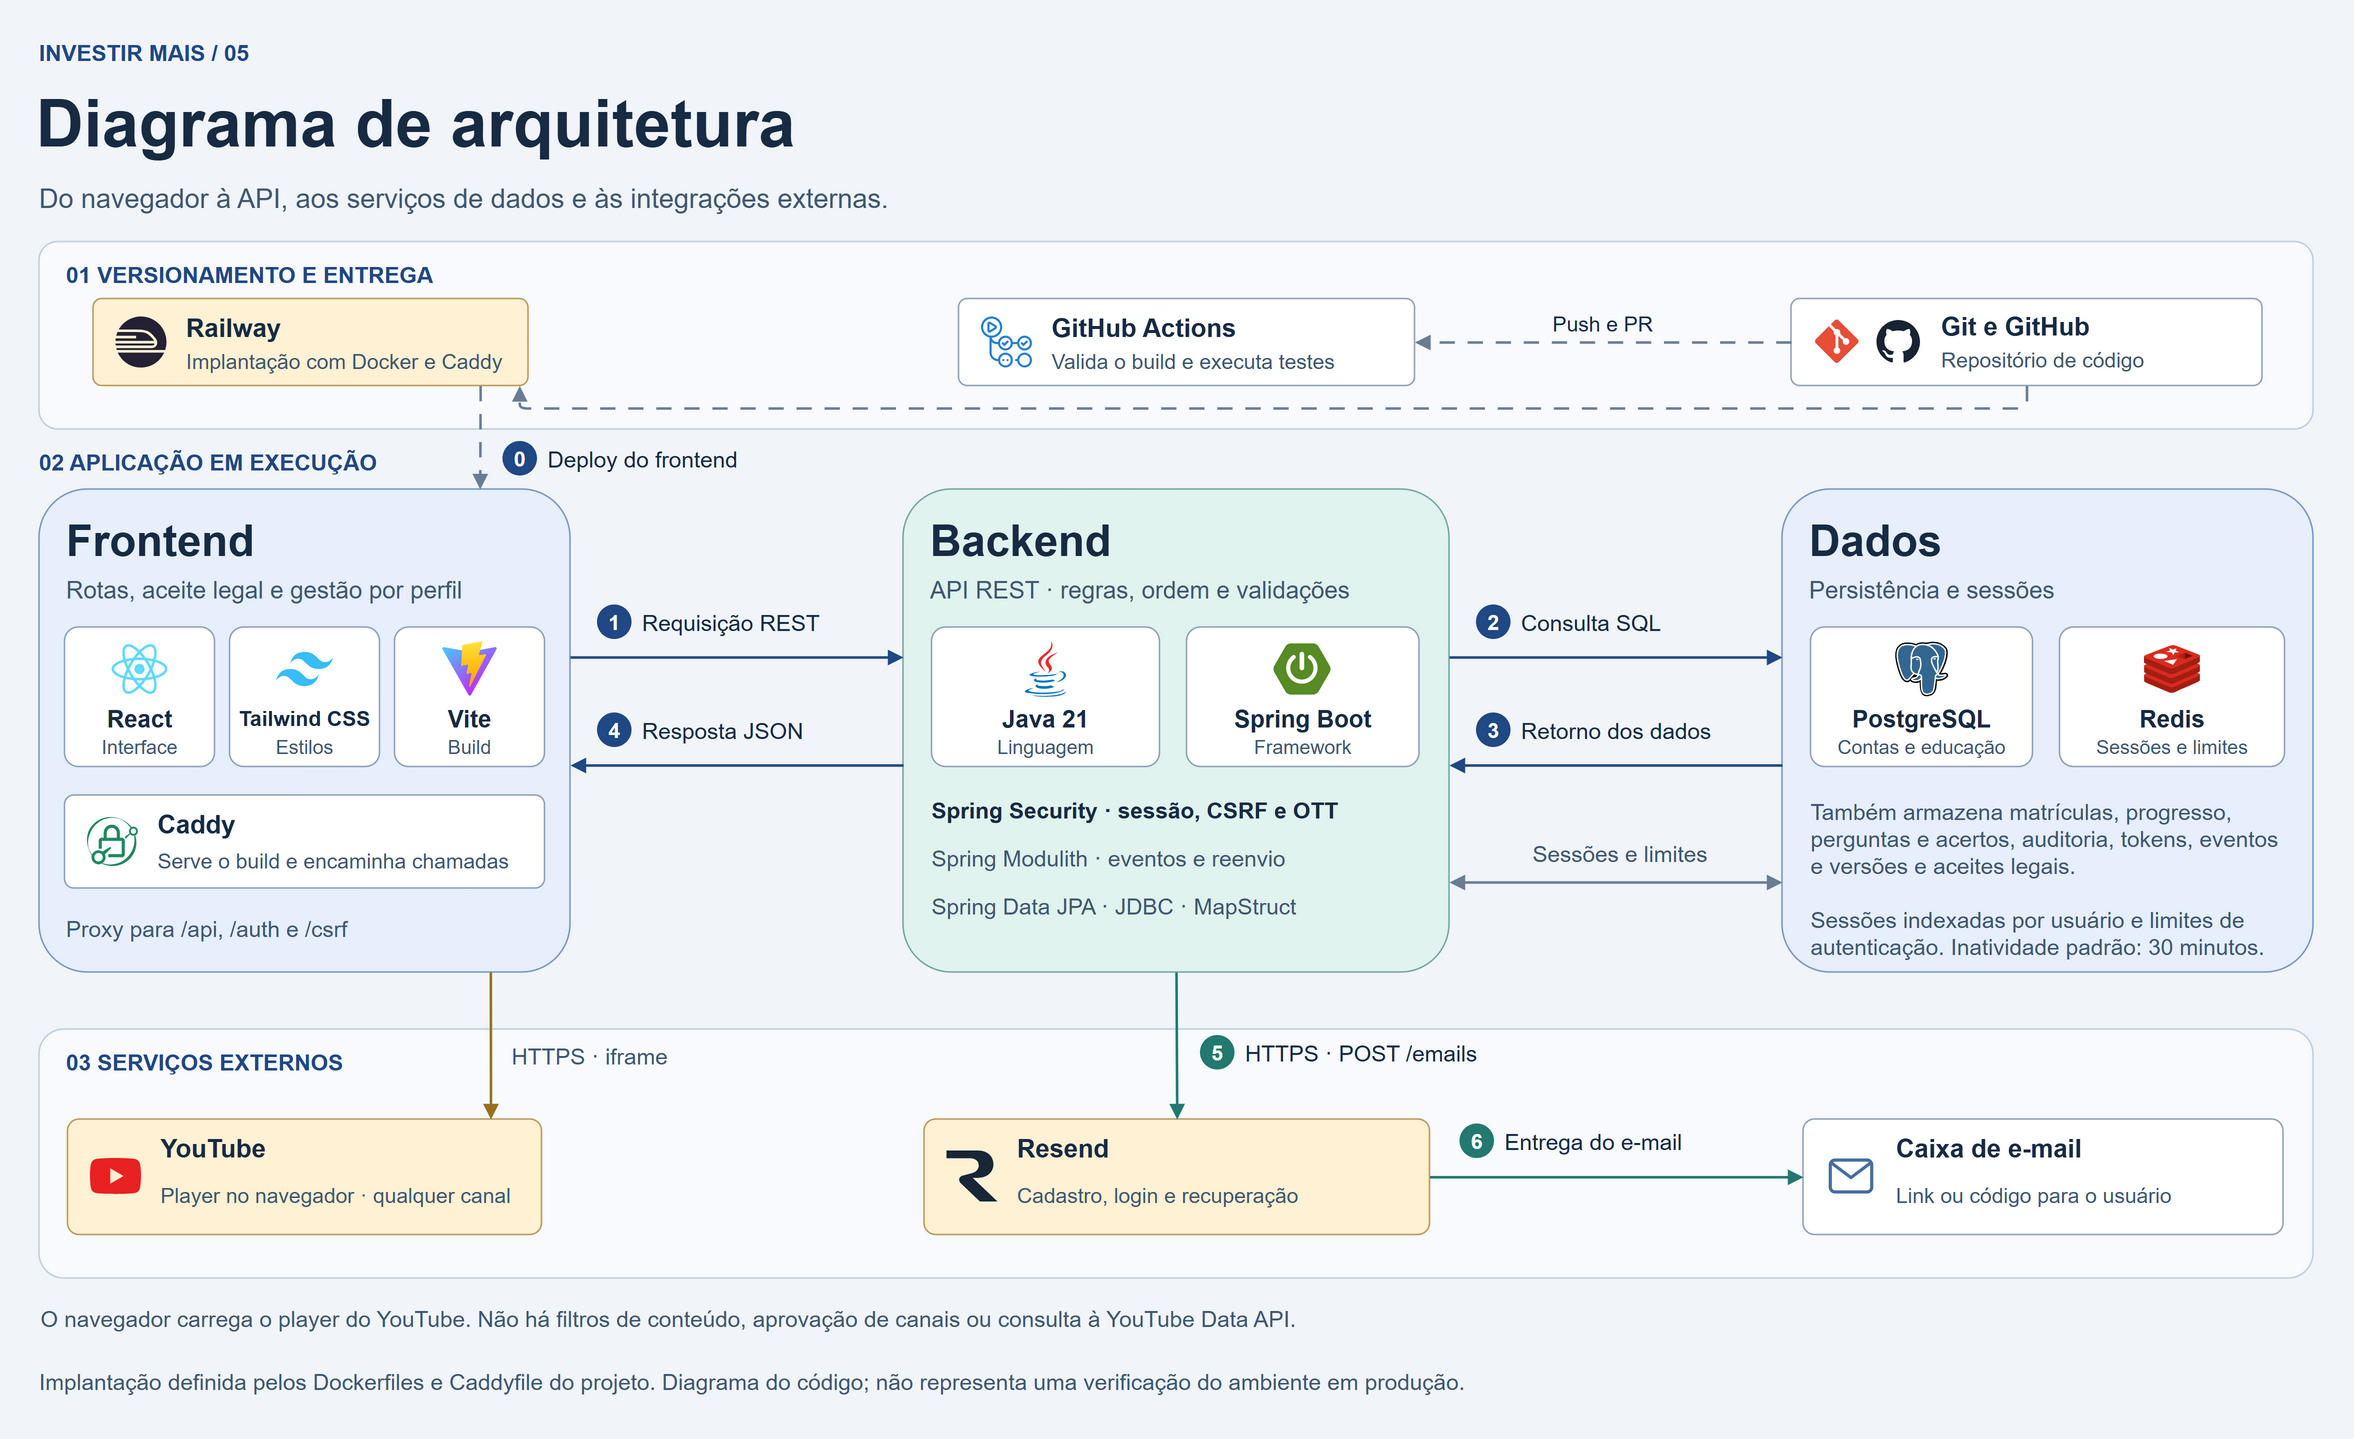 INVESTIR MAIS / 05
Diagrama de arquitetura
Do navegador à API, aos serviços de dados e às integrações externas.
01 VERSIONAMENTO E ENTREGA
Railway
Implantação com Docker e Caddy
GitHub Actions
Valida o build e executa testes
Push e PR
Git e GitHub
Repositório de código
02 APLICAÇÃO EM EXECUÇÃO
0 Deploy do frontend
Frontend
Rotas, aceite legal e gestão por perfil
React
Interface
Tailwind CSS
Estilos
Vite
Build
Caddy
Serve o build e encaminha chamadas
Proxy para /api, /auth e /csrf
1 Requisição REST
4 Resposta JSON
Backend
API REST · regras, ordem e validações
Java 21
Linguagem
Spring Boot
Framework
Spring Security · sessão, CSRF e OTT
Spring Modulith · eventos e reenvio
Spring Data JPA · JDBC · MapStruct
2 Consulta SQL
3 Retorno dos dados
Sessões e limites
Dados
Persistência e sessões
PostgreSQL
Contas e educação
Redis
Sessões e limites
Também armazena matrículas, progresso,
perguntas e acertos, auditoria, tokens, eventos
e versões e aceites legais.
Sessões indexadas por usuário e limites de
autenticação. Inatividade padrão: 30 minutos.
03 SERVIÇOS EXTERNOS
HTTPS · iframe
5 HTTPS · POST /emails
YouTube
Player no navegador · qualquer canal
Resend
Cadastro, login e recuperação
6 Entrega do e-mail
Caixa de e-mail
Link ou código para o usuário
O navegador carrega o player do YouTube. Não há filtros de conteúdo, aprovação de canais ou consulta à YouTube Data API.
Implantação definida pelos Dockerfiles e Caddyfile do projeto. Diagrama do código; não representa uma verificação do ambiente em produção.